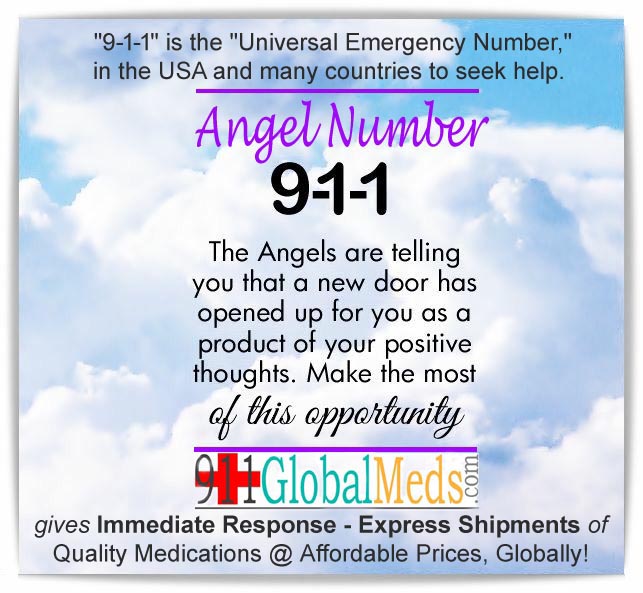 "9-1-1" is the "Universal Emergency Number,"
in the USA and many countries to seek help.
Angel Number
9-1-1
The Angels are telling
you that a new door has
opened up for you as a
product of your positive
thoughts. Make the most
of this opportunity
911GlobalMeds.com
gives Immediate Response - Express Shipments of
Quality Medications @ Affordable Prices, Globally!